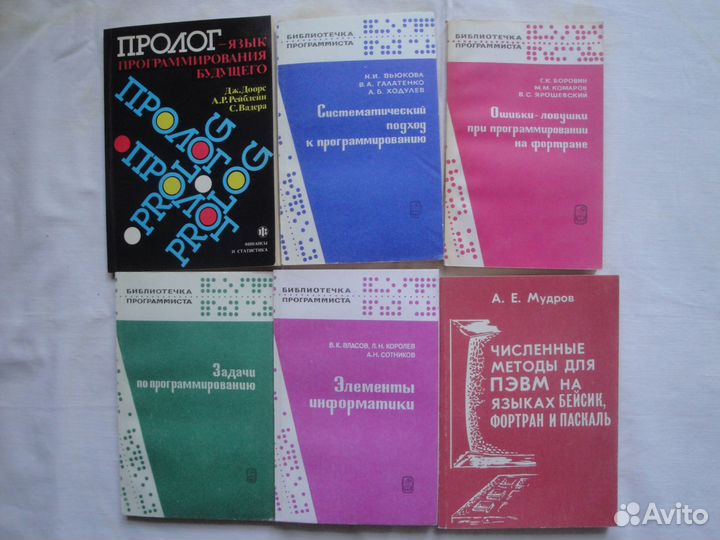 ПРОЛОГ – ЯЗЫК
ПРОГРАММИРОВАНИЯ
БУДУЩЕГО
Дж. Доорс
А.Р. Рейблейн
С. Вадера
ПРОЛОГ
PROLOG
ПРОЛОГ
PROLOG
ФИНАНСЫ
И СТАТИСТИКА
БИБЛИОТЕЧКА
ПРОГРАММИСТА
Н.И. ВЬЮКОВА
В.А. ГАЛАТЕНКО
А.Б. ХОДУЛЕВ
Систематический
подход
к программированию
БИБЛИОТЕЧКА
ПРОГРАММИСТА
Г.К. БОРОВИН
М.М. КОМАРОВ
В.С. ЯРОШЕВСКИЙ
Ошибки-ловушки
при программировании
на фортране
БИБЛИОТЕЧКА
ПРОГРАММИСТА
Задачи
по программированию
БИБЛИОТЕЧКА
ПРОГРАММИСТА
В.К. ВЛАСОВ, Л.Н. КОРОЛЕВ
А.Н. СОТНИКОВ
Элементы
информатики
А. Е. Мудров
ЧИСЛЕННЫЕ
МЕТОДЫ ДЛЯ
ПЭВМ НА
ЯЗЫКАХ БЕЙСИК,
ФОРТРАН И ПАСКАЛЬ
Avito